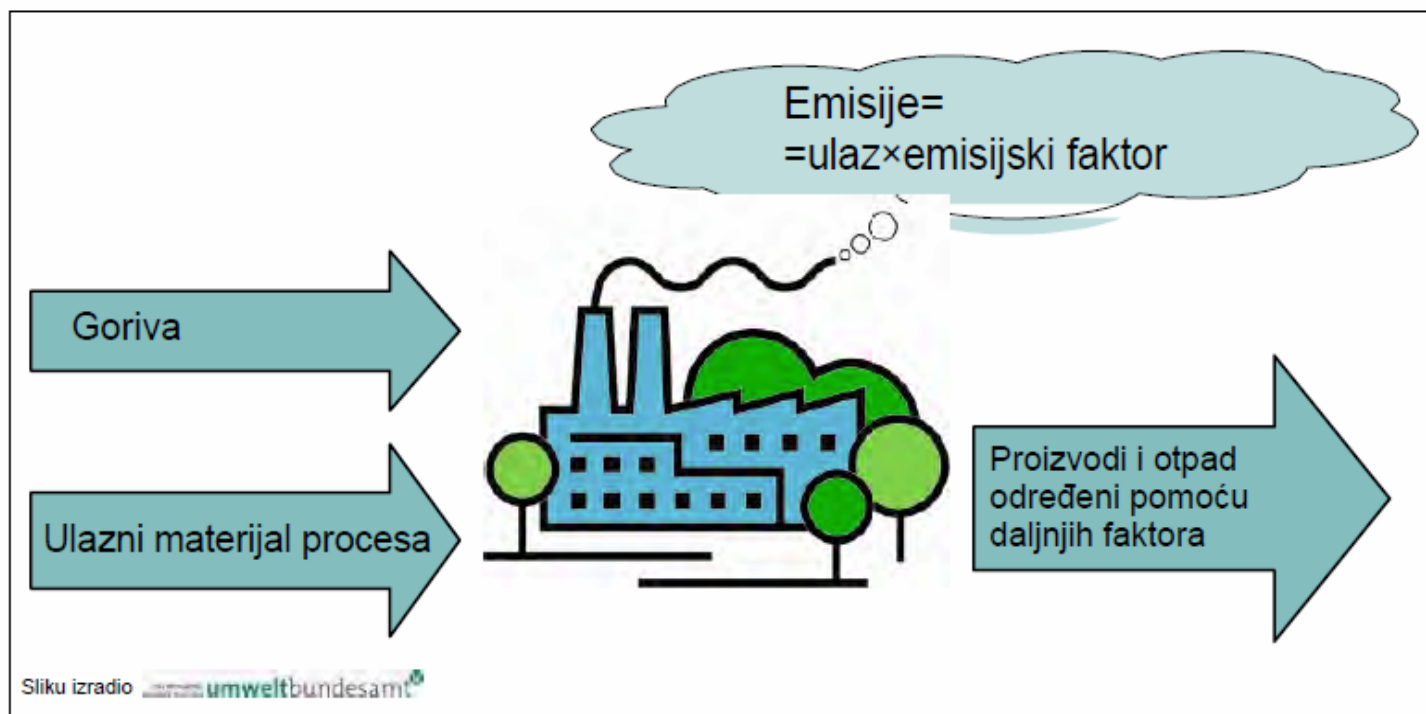 Emisije=
=ulaz×emisijski faktor
Goriva
Ulazni materijal procesa
Proizvodi i otpad
određeni pomoću
daljnjih faktora
Sliku izradio umweltbundesamt